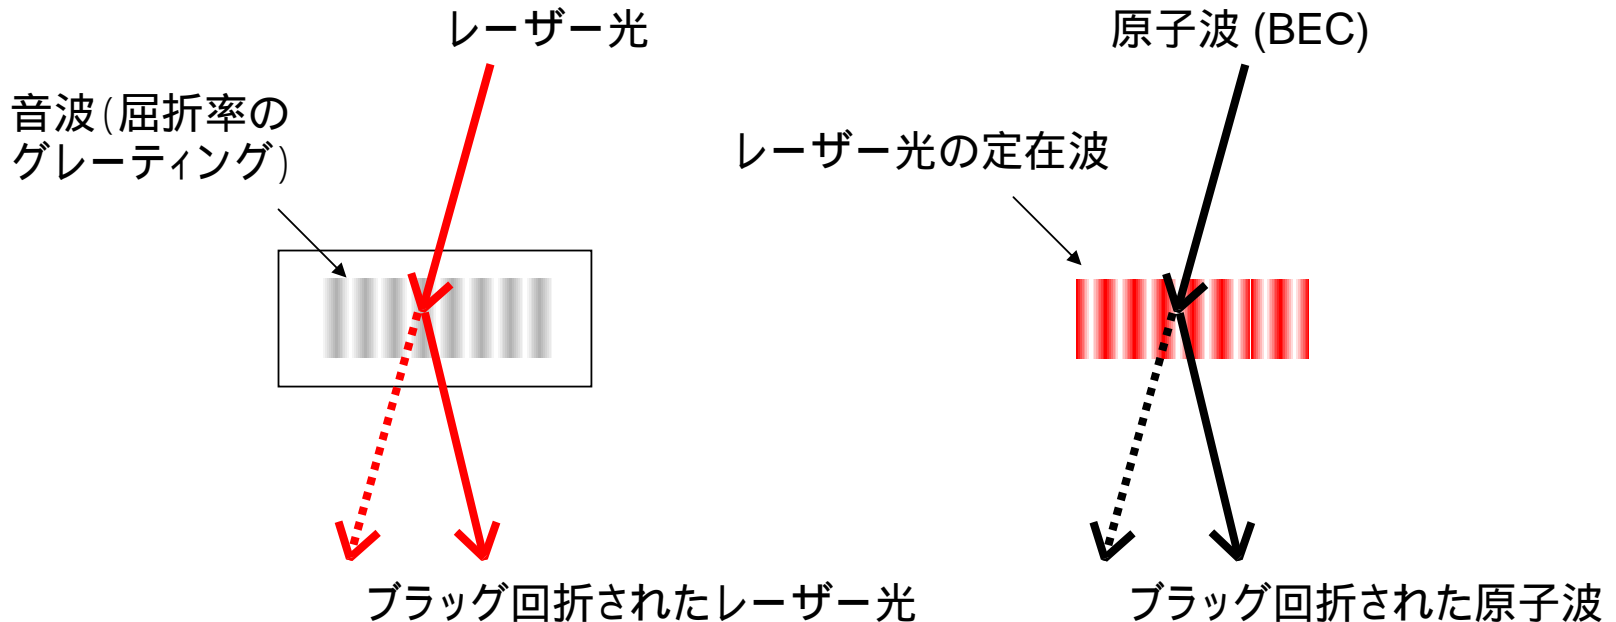 レーザー光
音波(屈折率の
グレーティング)
ブラッグ回折されたレーザー光
原子波 (BEC)
レーザー光の定在波
ブラッグ回折された原子波